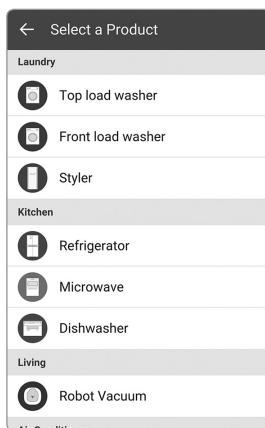 Select a Product
Laundry
Top load washer
Front load washer
Styler
Kitchen
Refrigerator
Microwave
Dishwasher
Living
Robot Vacuum